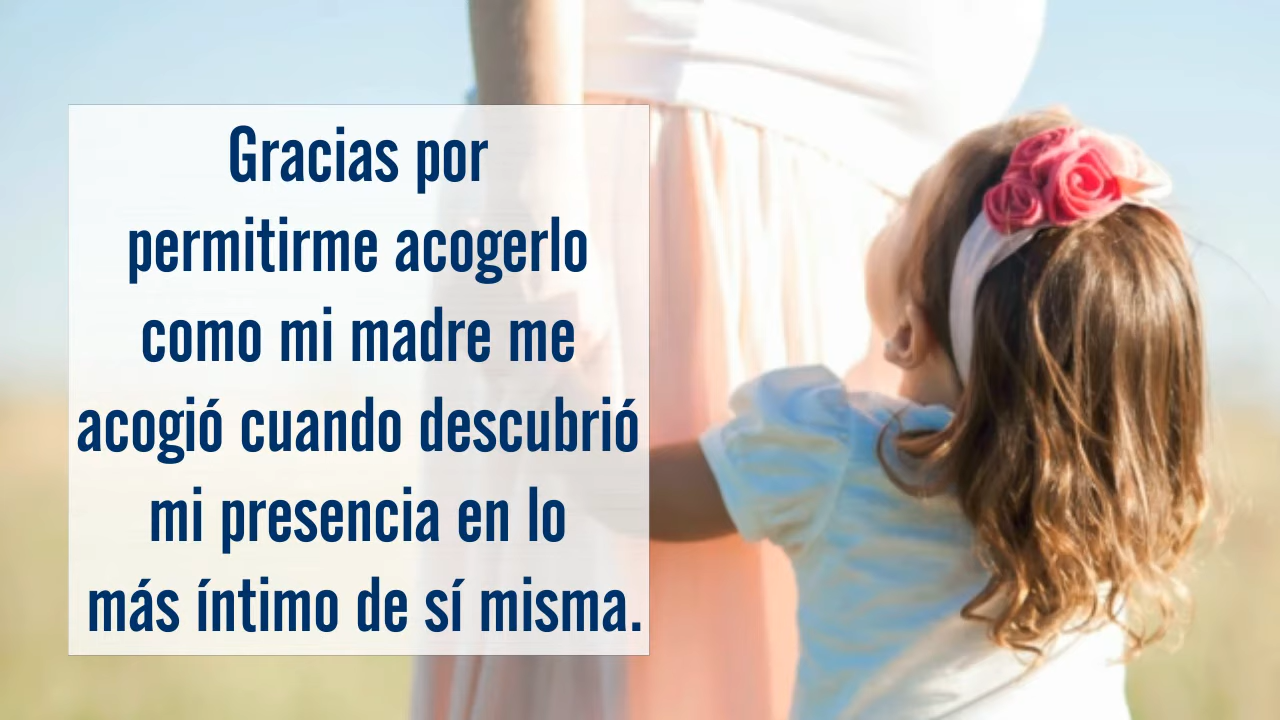 Gracias por
permitirme acogerlo
como mi madre me
acogió cuando descubrió
mi presencia en lo
más íntimo de sí misma.